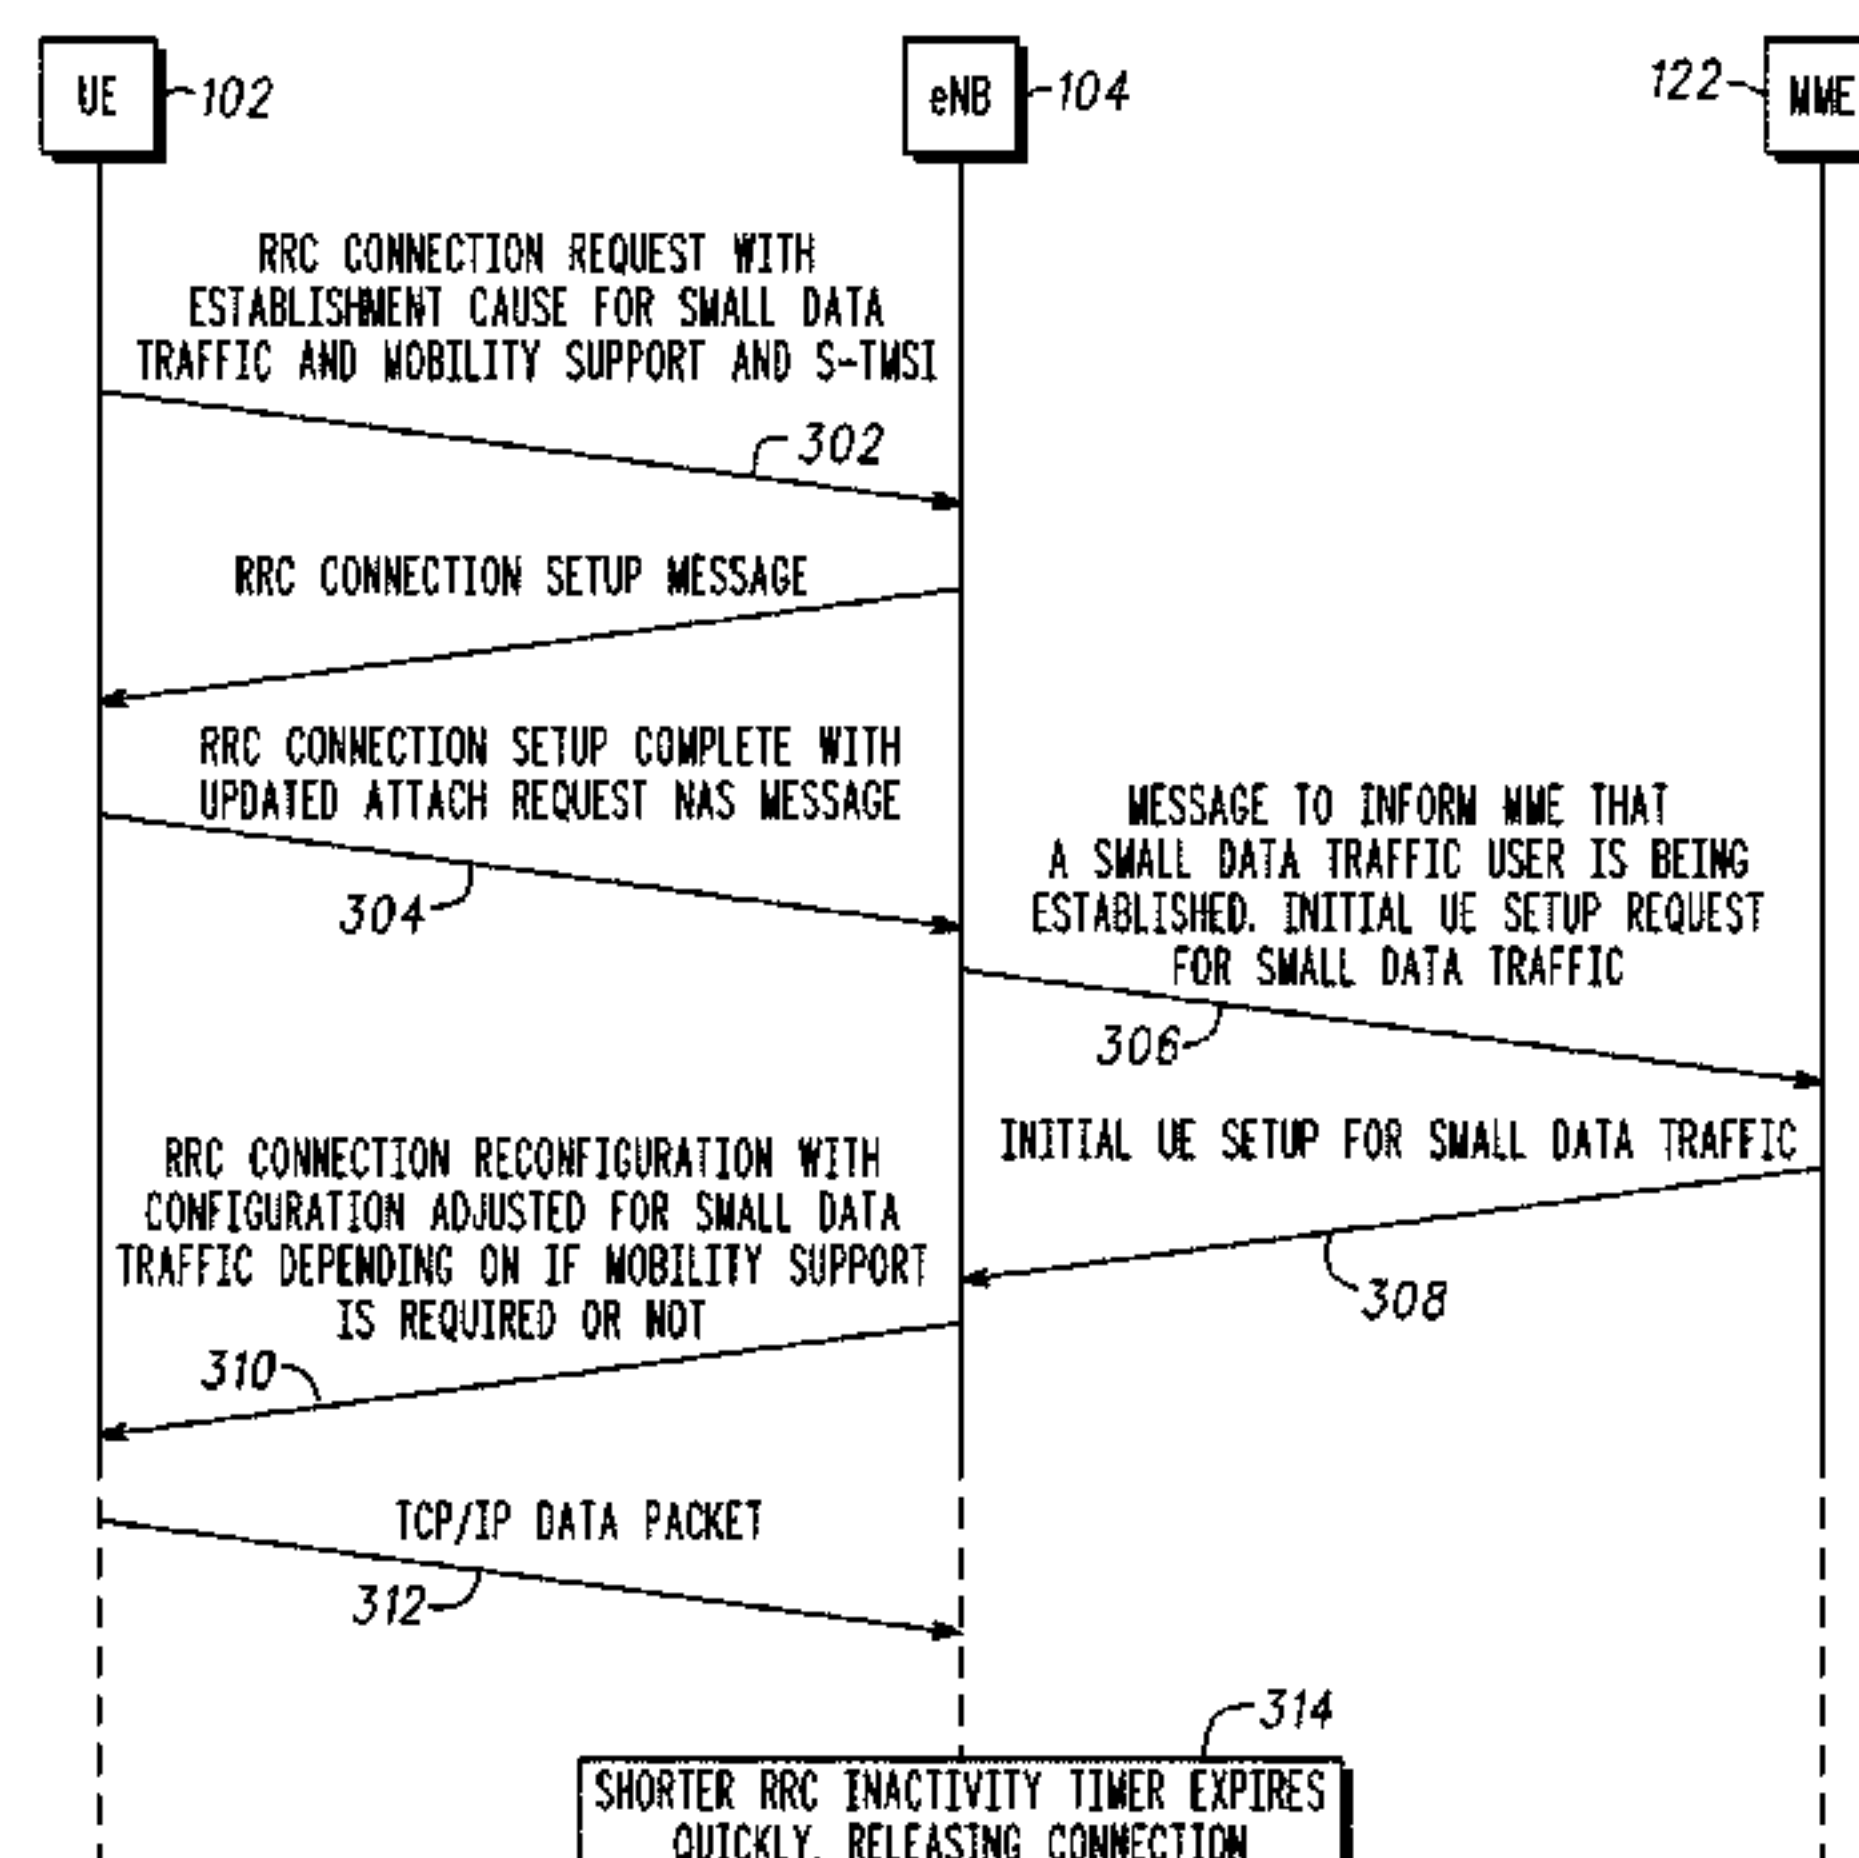 UE 102 eNB 104 122 MME
RRC CONNECTION REQUEST WITH
ESTABLISHMENT CAUSE FOR SMALL DATA
TRAFFIC AND MOBILITY SUPPORT AND S-TMSI
302
RRC CONNECTION SETUP MESSAGE
RRC CONNECTION SETUP COMPLETE WITH
UPDATED ATTACH REQUEST NAS MESSAGE
304
MESSAGE TO INFORM MME THAT
A SMALL DATA TRAFFIC USER IS BEING
ESTABLISHED. INITIAL UE SETUP REQUEST
FOR SMALL DATA TRAFFIC
306
INITIAL UE SETUP FOR SMALL DATA TRAFFIC
308
RRC CONNECTION RECONFIGURATION WITH
CONFIGURATION ADJUSTED FOR SMALL DATA
TRAFFIC DEPENDING ON IF MOBILITY SUPPORT
IS REQUIRED OR NOT
310
TCP/IP DATA PACKET
312
314
SHORTER RRC INACTIVITY TIMER EXPIRES
QUICKLY, RELEASING CONNECTION